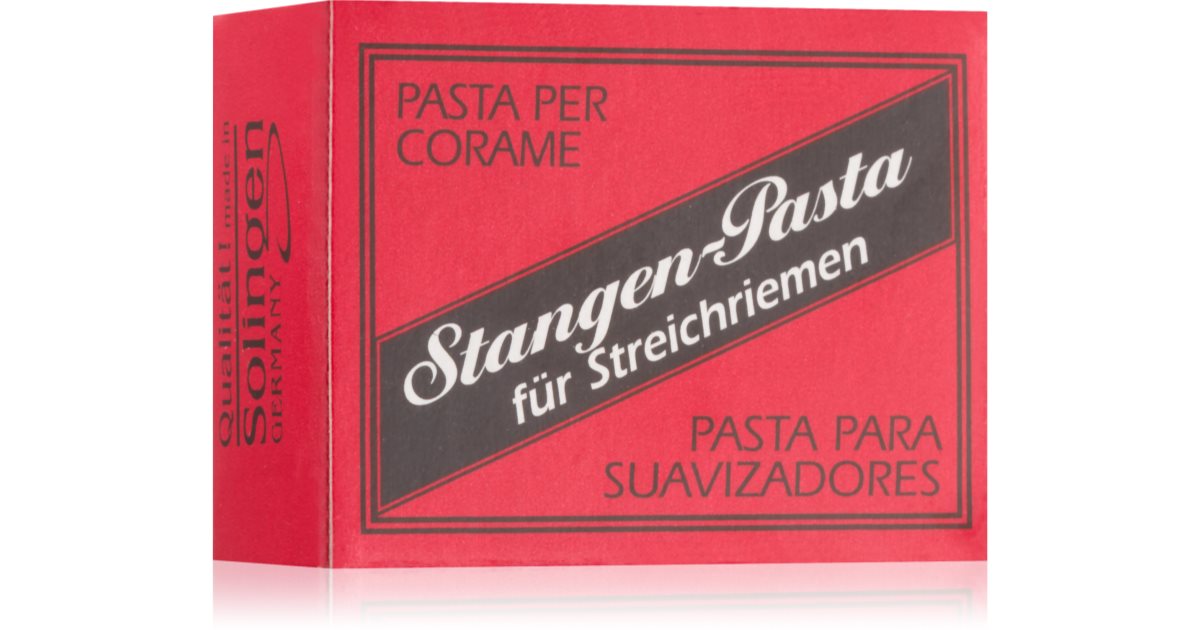 PASTA PER
CORAME
Stangen-Pasta
für Streichriemen
PASTA PARA
SUAVIZADORES
Qualität! made in
Solingen
GERMANY